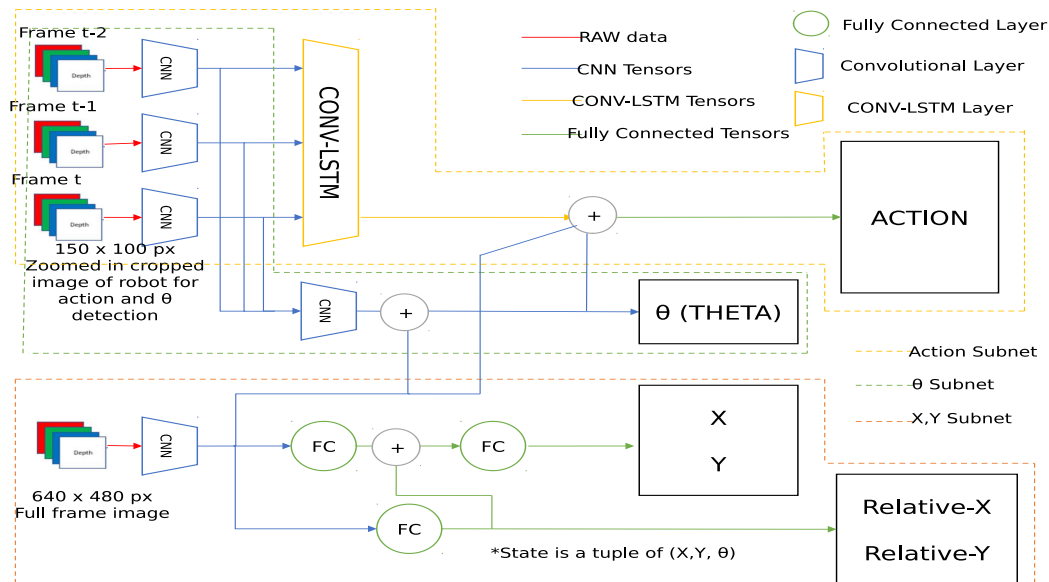 Frame t-2
Depth
CNN
Frame t-1
Depth
CNN
Frame t
Depth
CNN
150 x 100 px
Zoomed in cropped
image of robot for
action and θ
detection
CONV-LSTM
RAW data
CNN Tensors
CONV-LSTM Tensors
Fully Connected Tensors
Fully Connected Layer
Convolutional Layer
CONV-LSTM Layer
+
ACTION
CNN
+
θ (THETA)
Action Subnet
θ Subnet
X,Y Subnet
Depth
CNN
640 x 480 px
Full frame image
FC
+
FC
X
Y
FC
Relative-X
Relative-Y
*State is a tuple of (X,Y, θ)